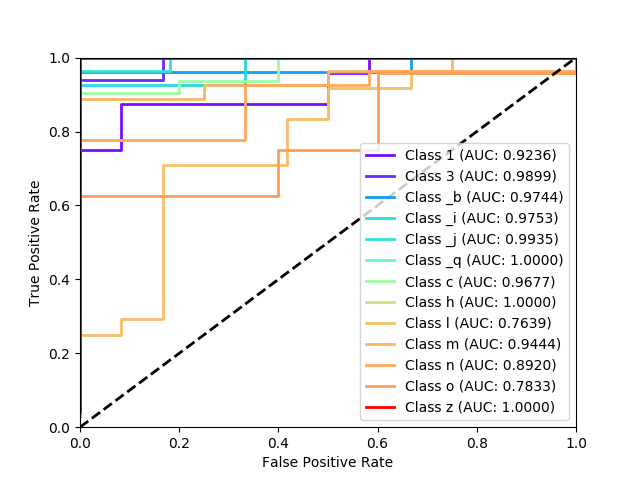 1.0
0.8
0.6
0.4
0.2
0.0
True Positive Rate
Class 1 (AUC: 0.9236)
Class 3 (AUC: 0.9899)
Class _b (AUC: 0.9744)
Class _i (AUC: 0.9753)
Class _j (AUC: 0.9935)
Class _q (AUC: 1.0000)
Class c (AUC: 0.9677)
Class h (AUC: 1.0000)
Class l (AUC: 0.7639)
Class m (AUC: 0.9444)
Class n (AUC: 0.8920)
Class o (AUC: 0.7833)
Class z (AUC: 1.0000)
0.0 0.2 0.4 0.6 0.8 1.0
False Positive Rate